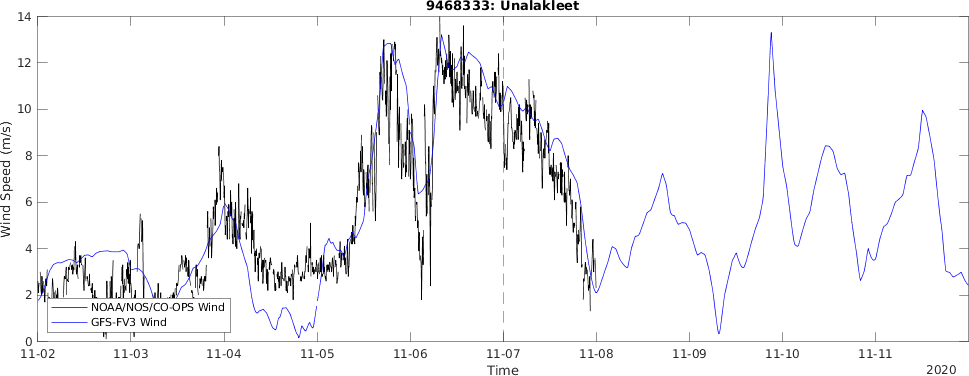 9468333: Unalakleet
14
12
10
8
6
4
2
0
Wind Speed (m/s)
NOAA/NOS/CO-OPS Wind
GFS-FV3 Wind
11-02 11-03 11-04 11-05 11-06 11-07 11-08 11-09 11-10 11-11
Time
2020